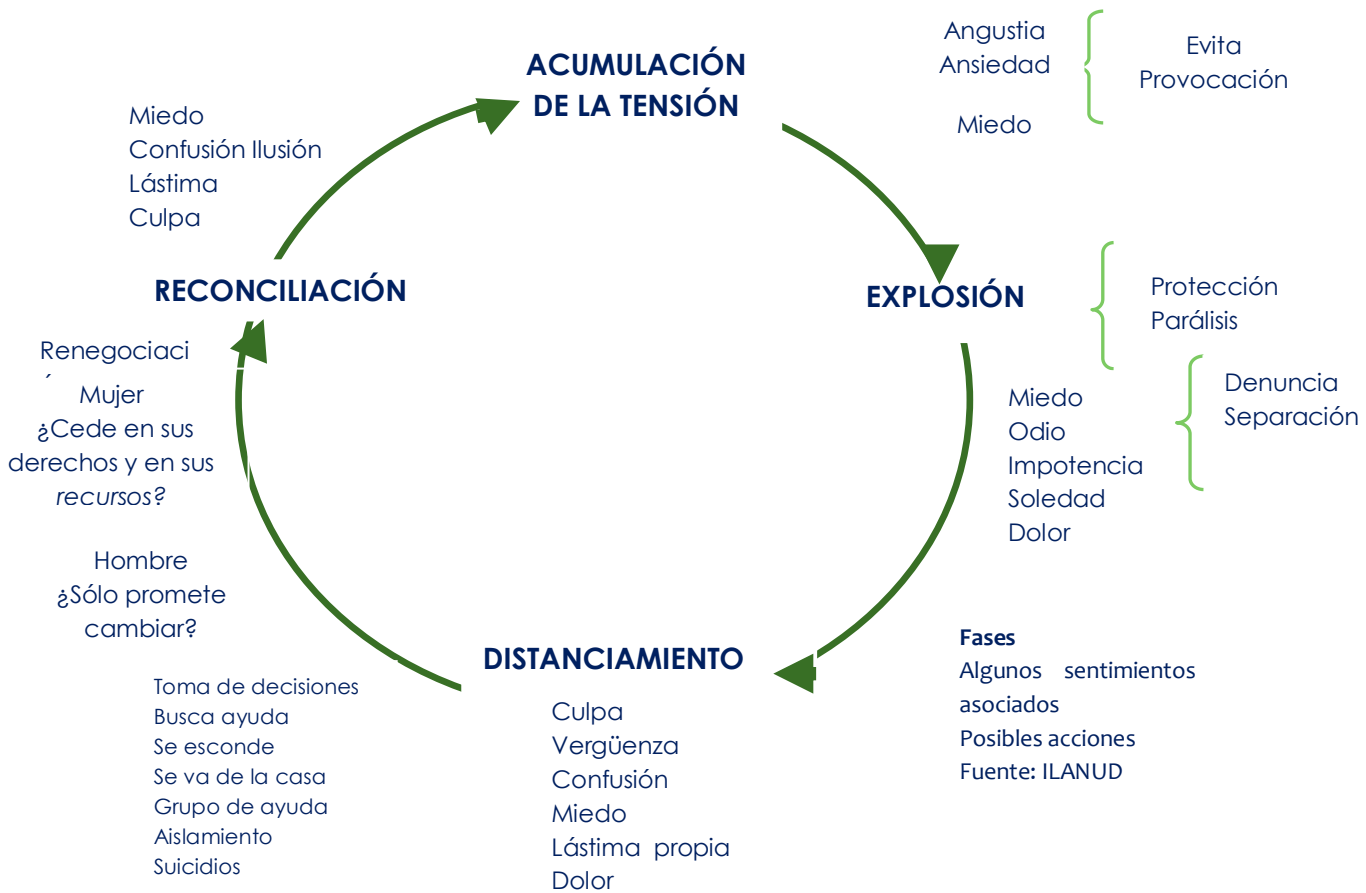 ACUMULACIÓN
DE LA TENSIÓN
Angustia
Ansiedad
Miedo
Evita
Provocación
EXPLOSIÓN
Protección
Parálisis
Miedo
Odio
Impotencia
Soledad
Dolor
Denuncia
Separación
DISTANCIAMIENTO
Culpa
Vergüenza
Confusión
Miedo
Lástima propia
Dolor
Toma de decisiones
Busca ayuda
Se esconde
Se va de la casa
Grupo de ayuda
Aislamiento
Suicidios
RECONCILIACIÓN
Renegociaci
Mujer
¿Cede en sus
derechos y en sus
recursos?
Hombre
¿Sólo promete
cambiar?
Miedo
Confusión Ilusión
Lástima
Culpa
Fases
Algunos sentimientos
asociados
Posibles acciones
Fuente: ILANUD